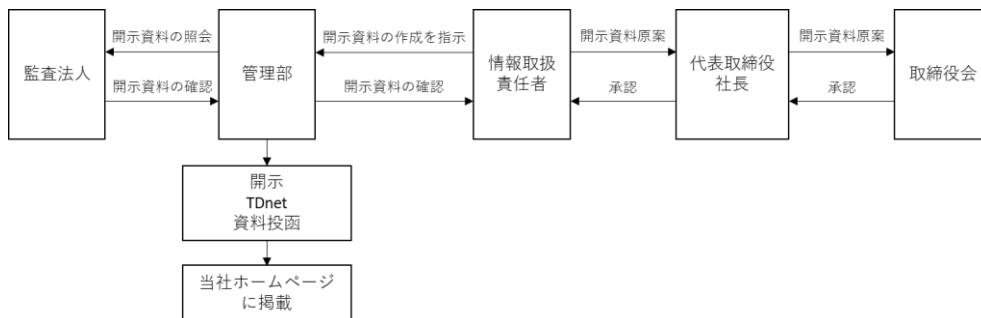 開示資料の照会
開示資料の作成を指示
開示資料原案
開示資料原案
監査法人
管理部
情報取扱
責任者
代表取締役
社長
取締役会
開示資料の確認
開示資料の確認
承認
承認
開示
TDnet
資料投函
当社ホームページ
に掲載